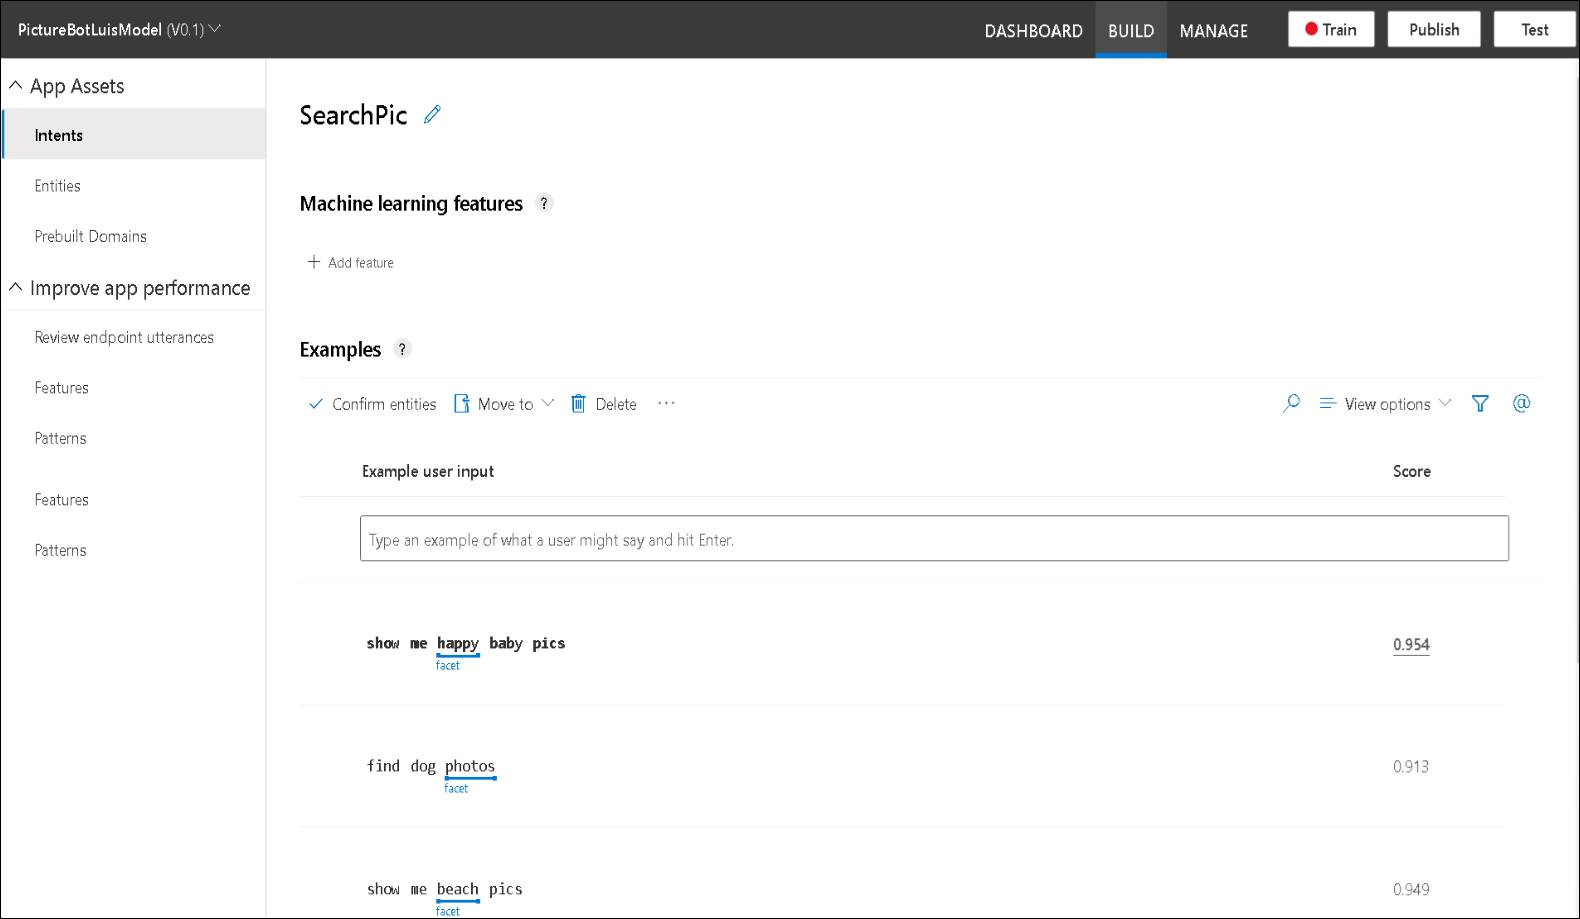 PictureBotLuisModel (V0.1)
DASHBOARD BUILD MANAGE Train Publish Test
App Assets
Intents
Entities
Prebuilt Domains
Improve app performance
Review endpoint utterances
Features
Patterns
Features
Patterns
SearchPic
Machine learning features ?
+ Add feature
Examples ?
Confirm entities Move to Delete ... View options @
Example user input Score
Type an example of what a user might say and hit Enter.
show me happy baby pics 0.954
facet
find dog photos 0.913
facet
show me beach pics 0.949
facet